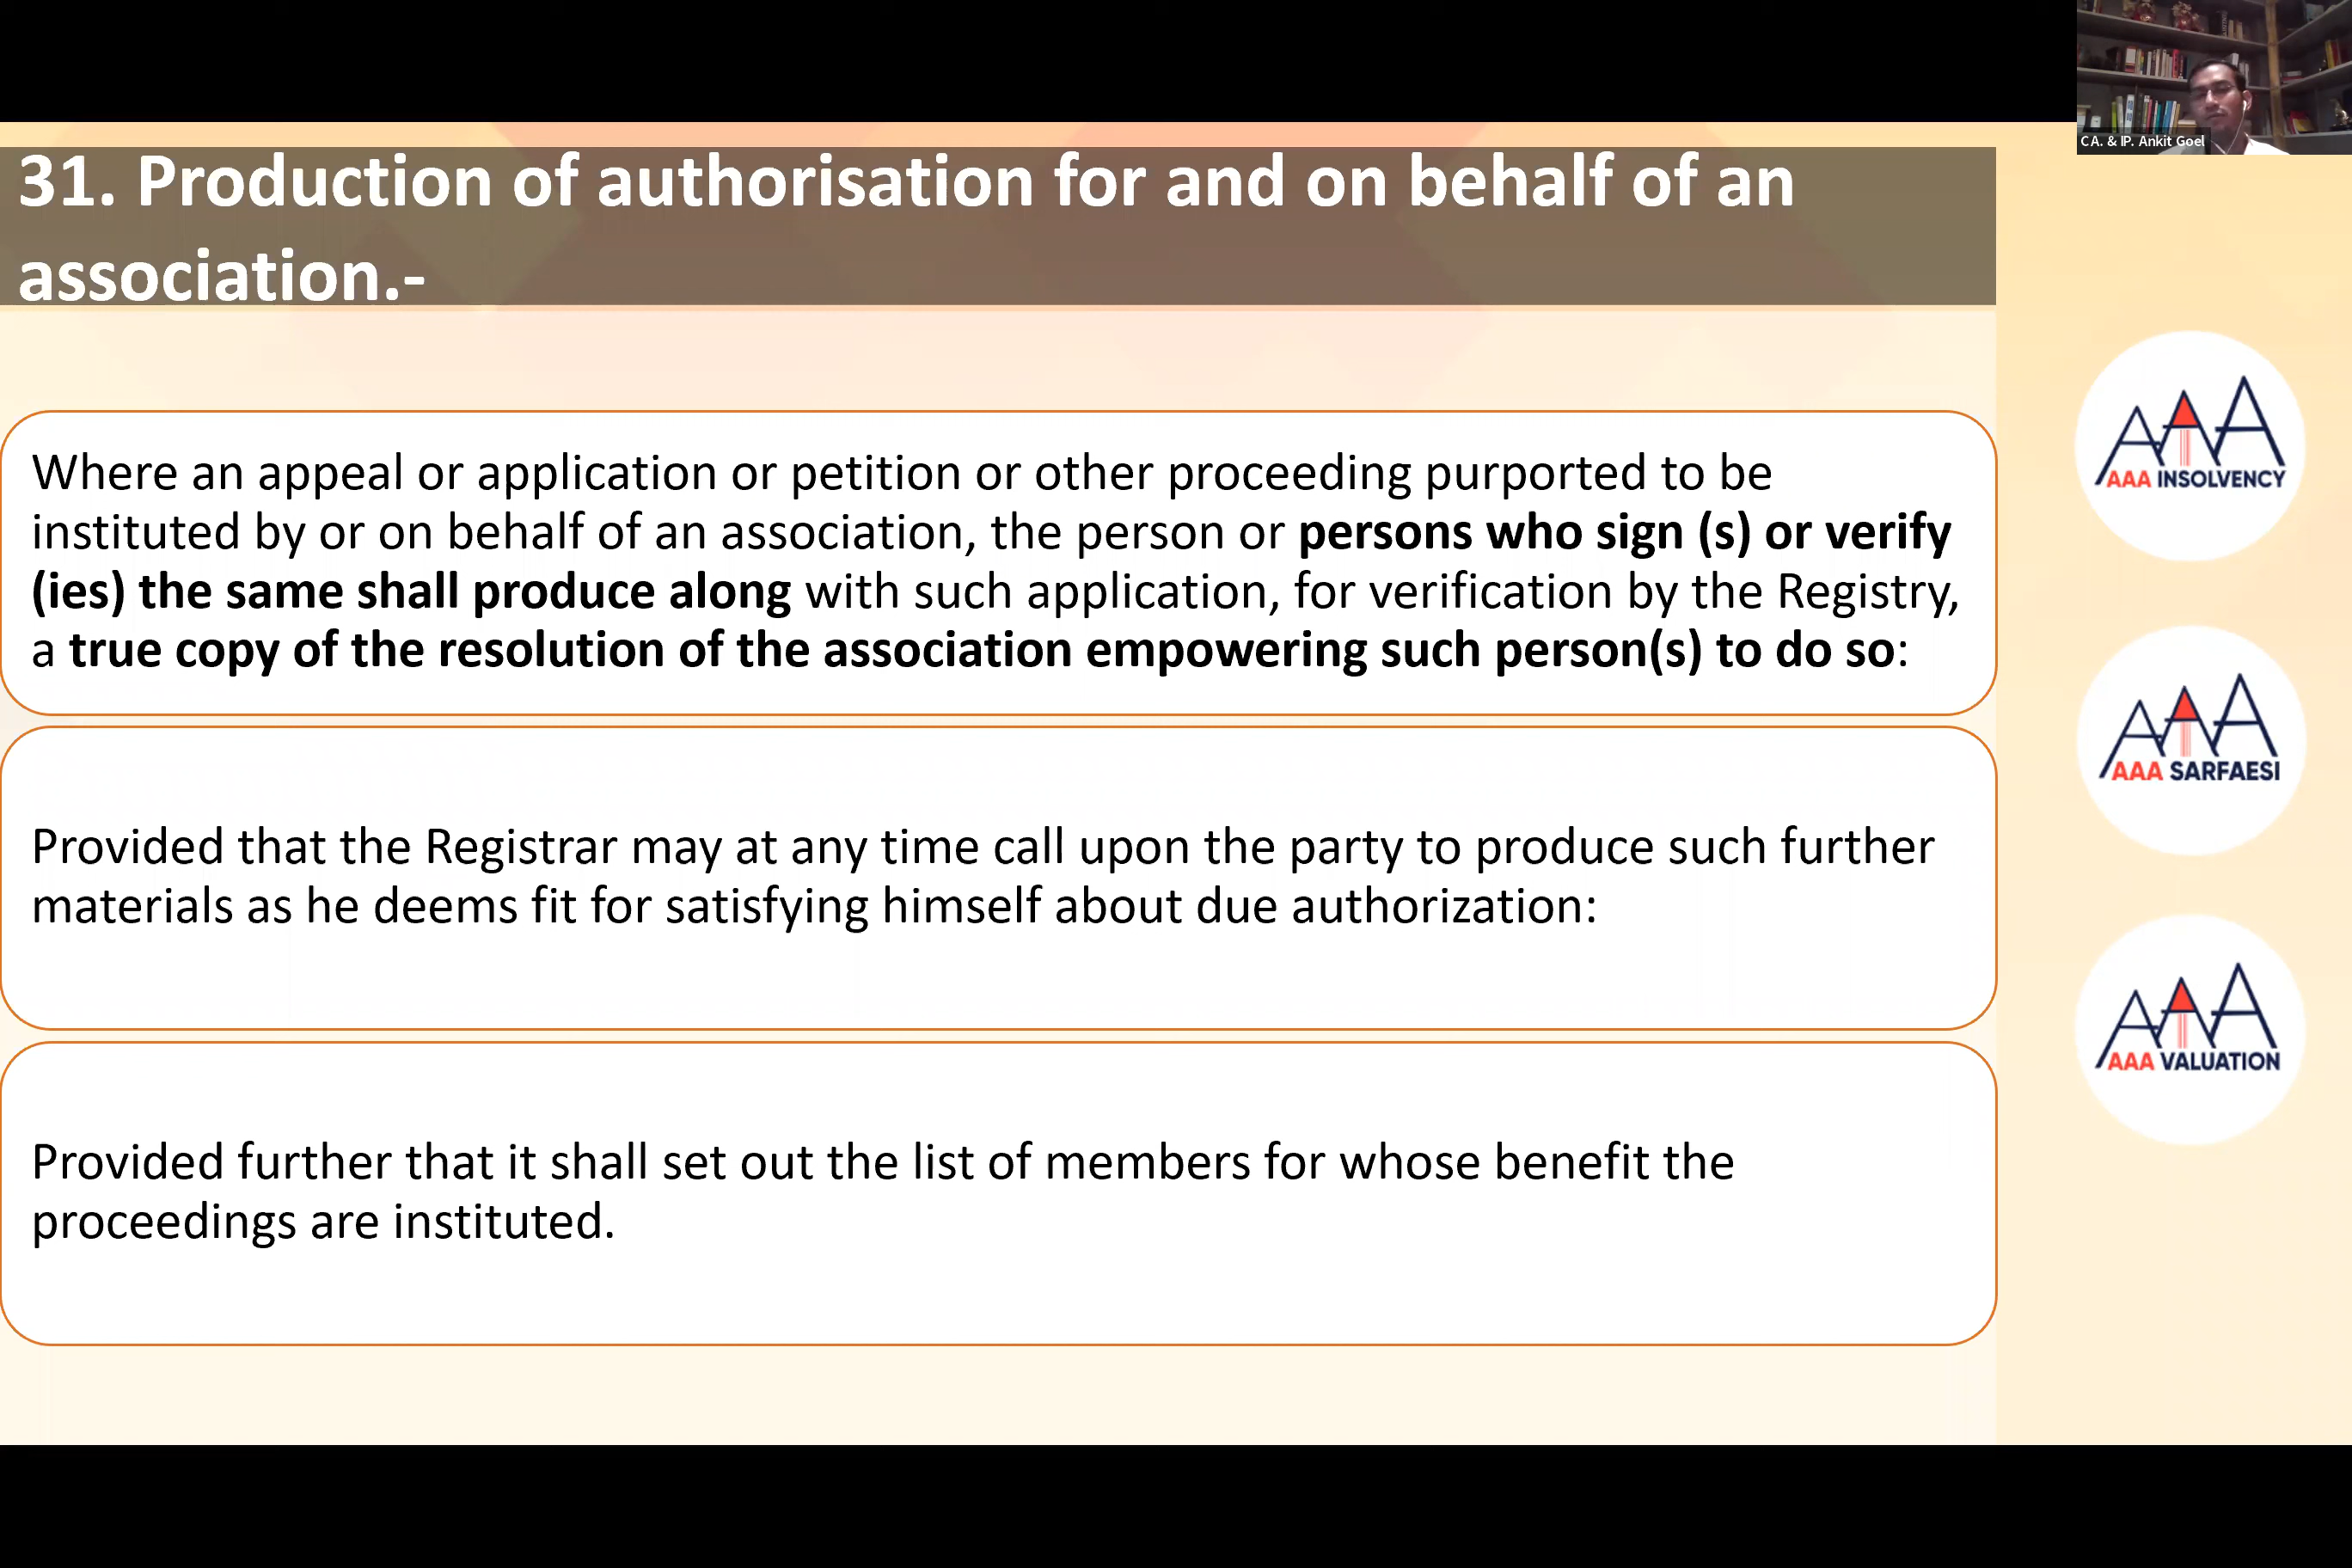 CA. & IP. Ankit Goel
31. Production of authorisation for and on behalf of an
association.-
Where an appeal or application or petition or other proceeding purported to be
instituted by or on behalf of an association, the person or persons who sign (s) or verify
(ies) the same shall produce along with such application, for verification by the Registry,
a true copy of the resolution of the association empowering such person(s) to do so:
Provided that the Registrar may at any time call upon the party to produce such further
materials as he deems fit for satisfying himself about due authorization:
Provided further that it shall set out the list of members for whose benefit the
proceedings are instituted.
AAA
AAA INSOLVENCY
AAA
AAA SARFAESI
AAA
AAA VALUATION